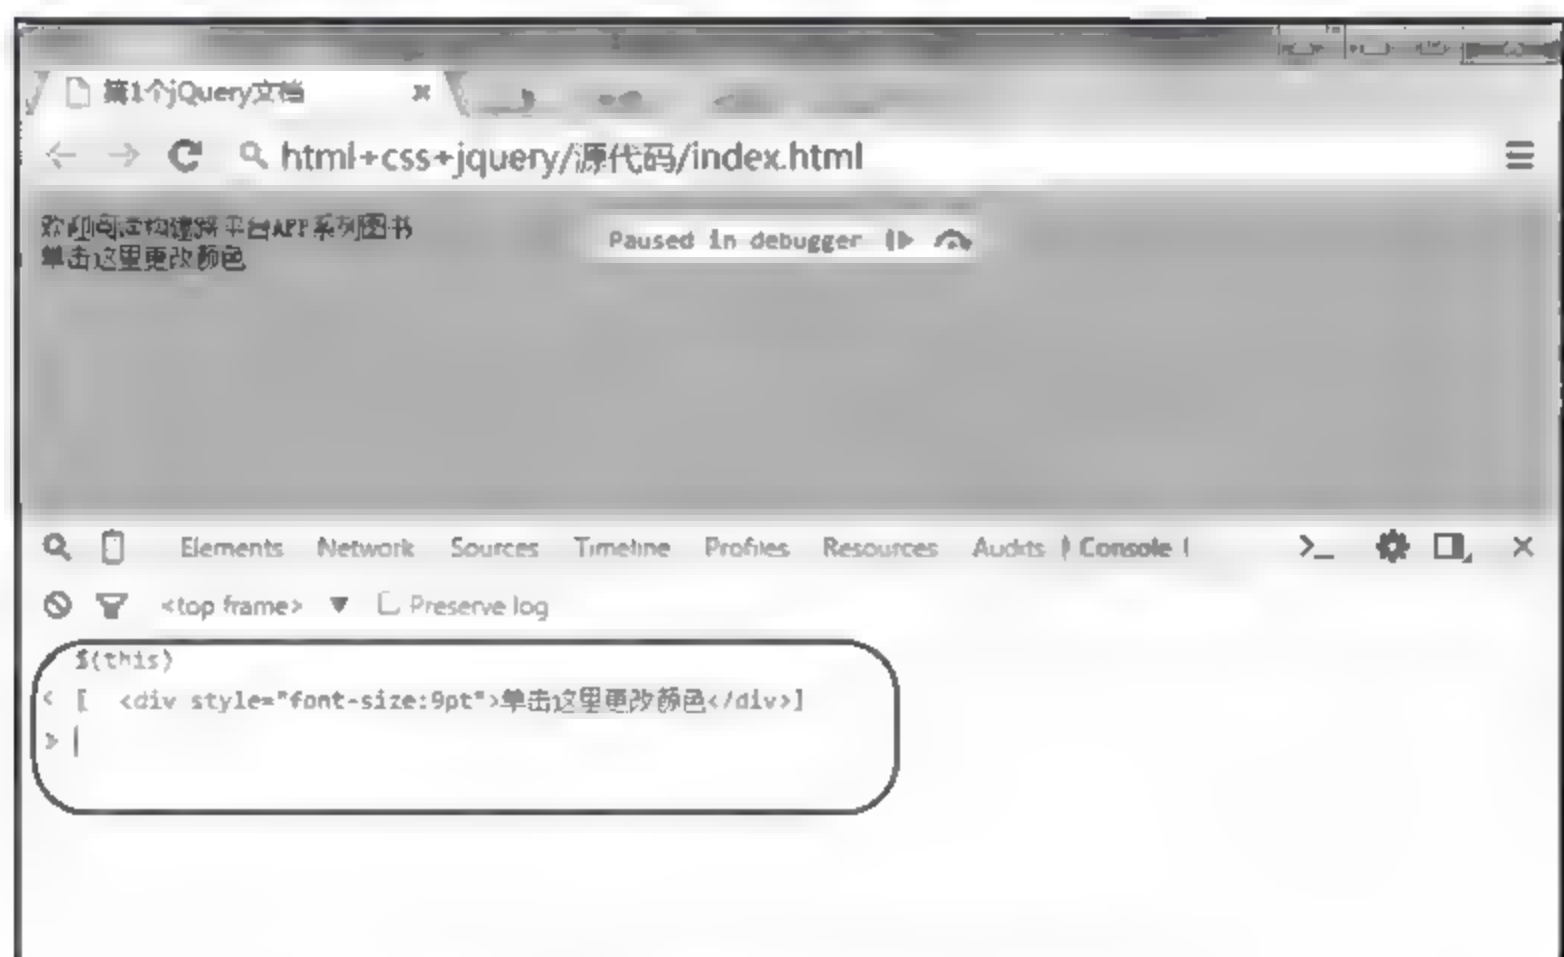 第1个jQuery文档
html+css+jquery/源代码/index.html
欢迎阅读构建跨平台APP系列图书
单击这里更改颜色
Paused in debugger
Elements Network Sources Timeline Profiles Resources Audits Console
<top frame> ▼ Preserve log
$(this)
< [ <div style="font-size:9pt">单击这里更改颜色</div>]
>